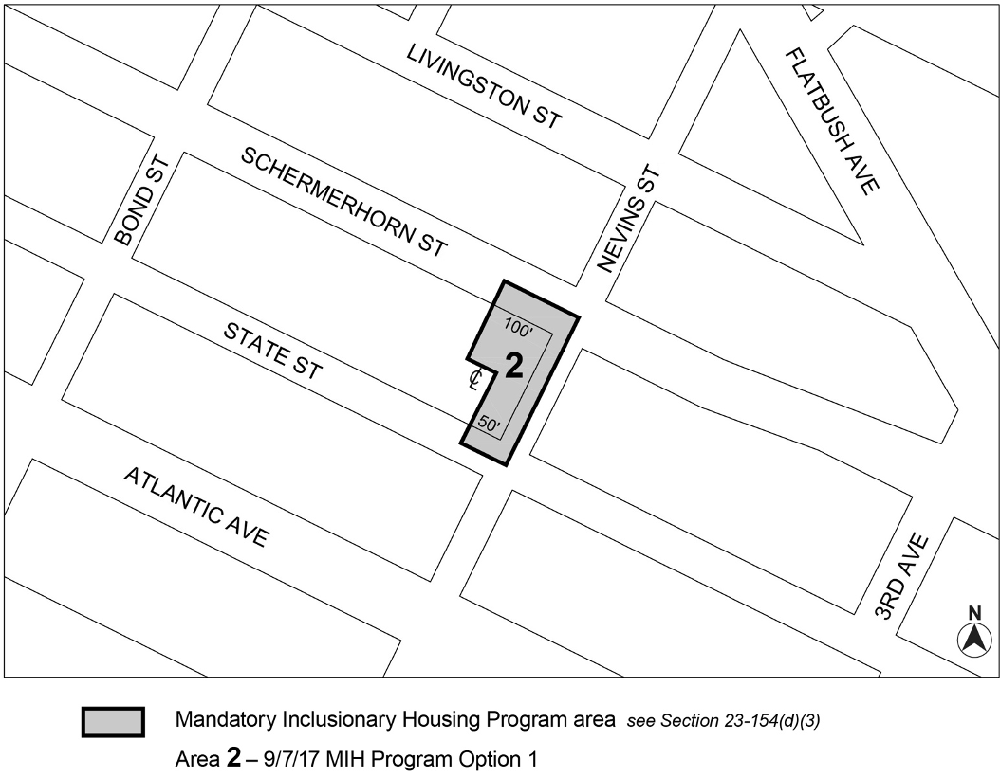 LIVINGSTON ST
FLATBUSH AVE
SCHERMERHORN ST
BOND ST
NEVINS ST
100'
2
℄
STATE ST
50'
ATLANTIC AVE
3RD AVE
N
Mandatory Inclusionary Housing Program area see Section 23-154(d)(3)
Area 2 – 9/7/17 MIH Program Option 1